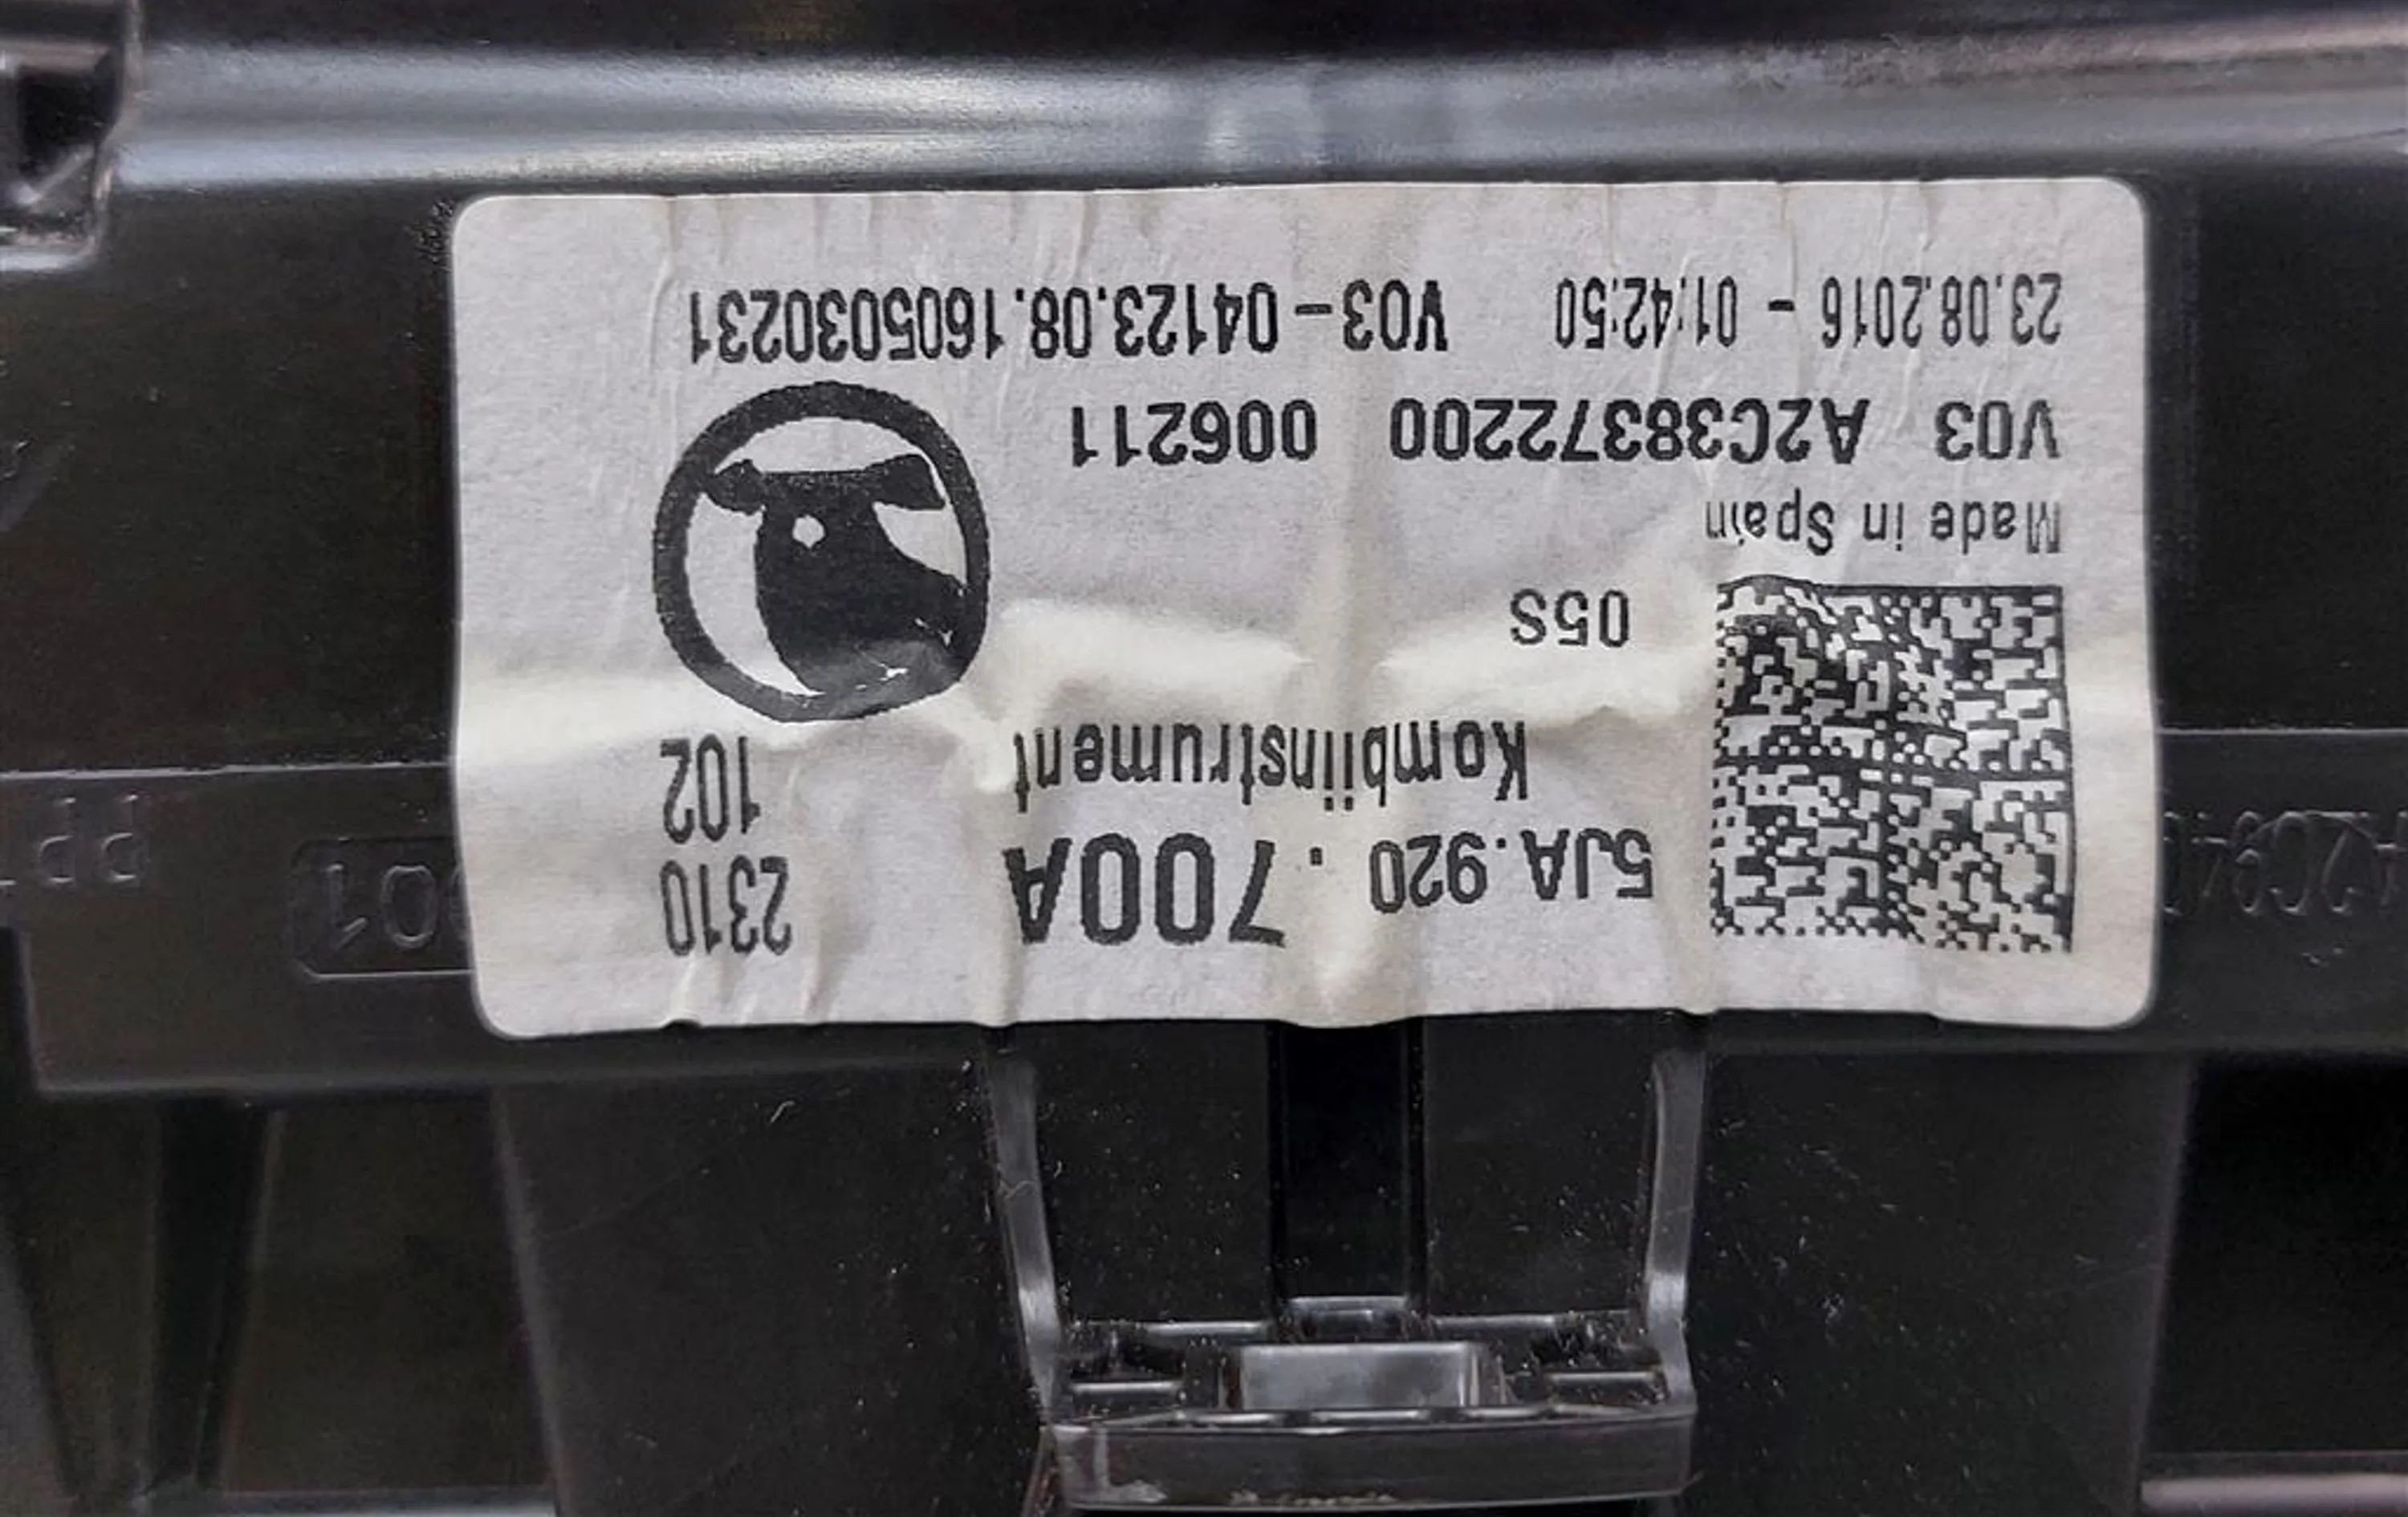 5JA.920 . 700A 2310
Kombiinstrument 102
05S
Made in Spain
V03 A2C38372200 006211
23.08.2016 - 01:42:50 V03-04123.08.1605030231